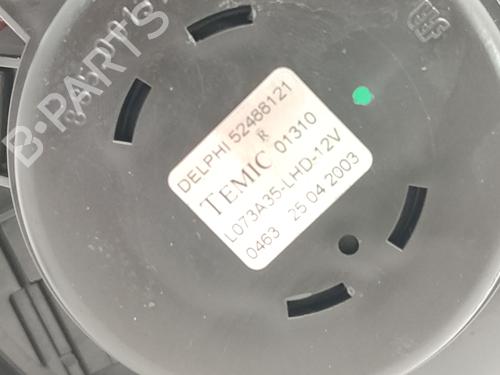 B-PARTS
DELPHI 52488121
R
TEMIC 01310
L073A35-LHD-12V
0463 25 04 2003